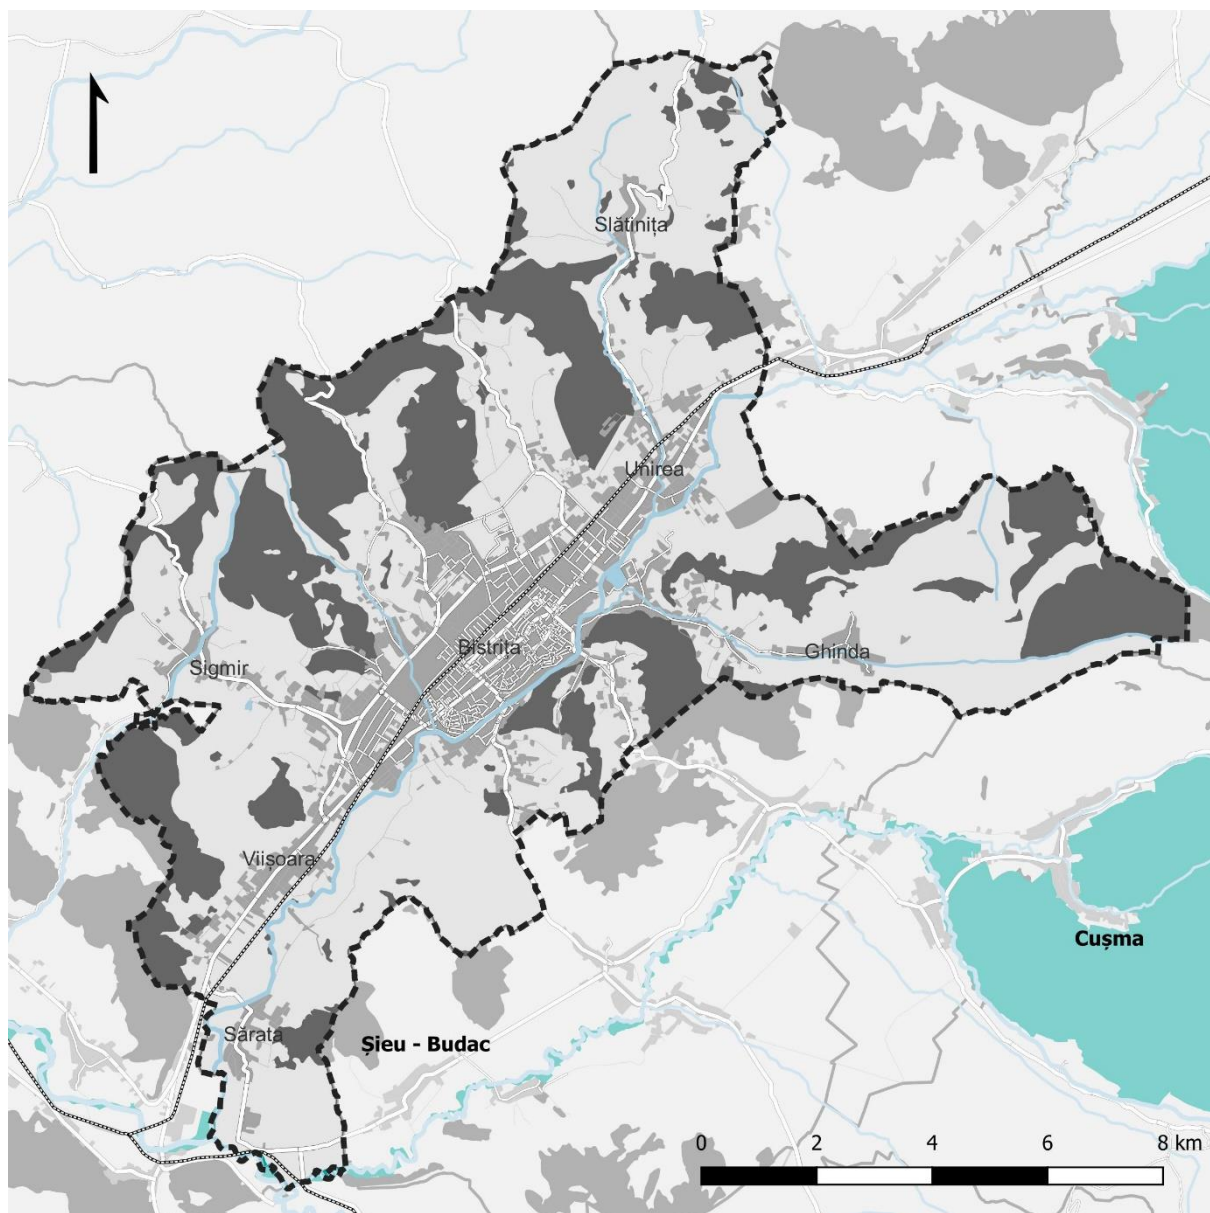 Slătinița
Unirea
Bistrița
Ghinda
Sigmir
Viișoara
Cușma
Sărata
Șieu - Budac
0 2 4 6 8 km